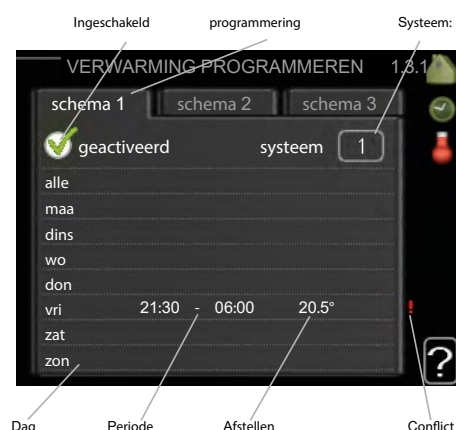 Ingeschakeld programmering Systeem:
VERWARMING PROGRAMMEREN 1.3.1
schema 1 schema 2 schema 3
geactiveerd systeem 1
alle
maa
dins
wo
don
vri 21:30 - 06:00 20.5° !
zat
zon ?
Dag Periode Afstellen Conflict